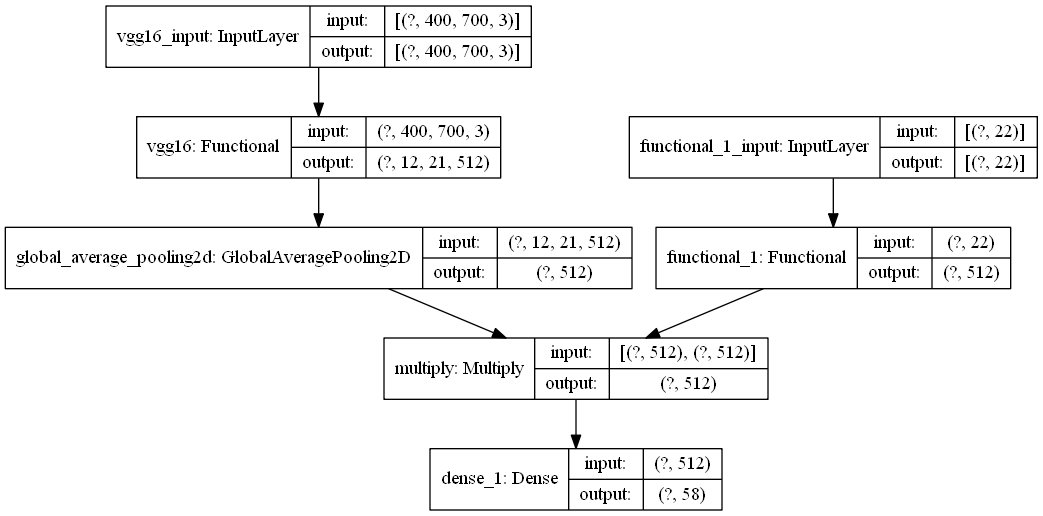 vgg16_input: InputLayer
input:
[(?, 400, 700, 3)]
output:
[(?, 400, 700, 3)]
vgg16: Functional
input:
(?, 400, 700, 3)
output:
(?, 12, 21, 512)
functional_1_input: InputLayer
input:
[(?, 22)]
output:
[(?, 22)]
global_average_pooling2d: GlobalAveragePooling2D
input:
(?, 12, 21, 512)
output:
(?, 512)
functional_1: Functional
input:
(?, 22)
output:
(?, 512)
multiply: Multiply
input:
[(?, 512), (?, 512)]
output:
(?, 512)
dense_1: Dense
input:
(?, 512)
output:
(?, 58)